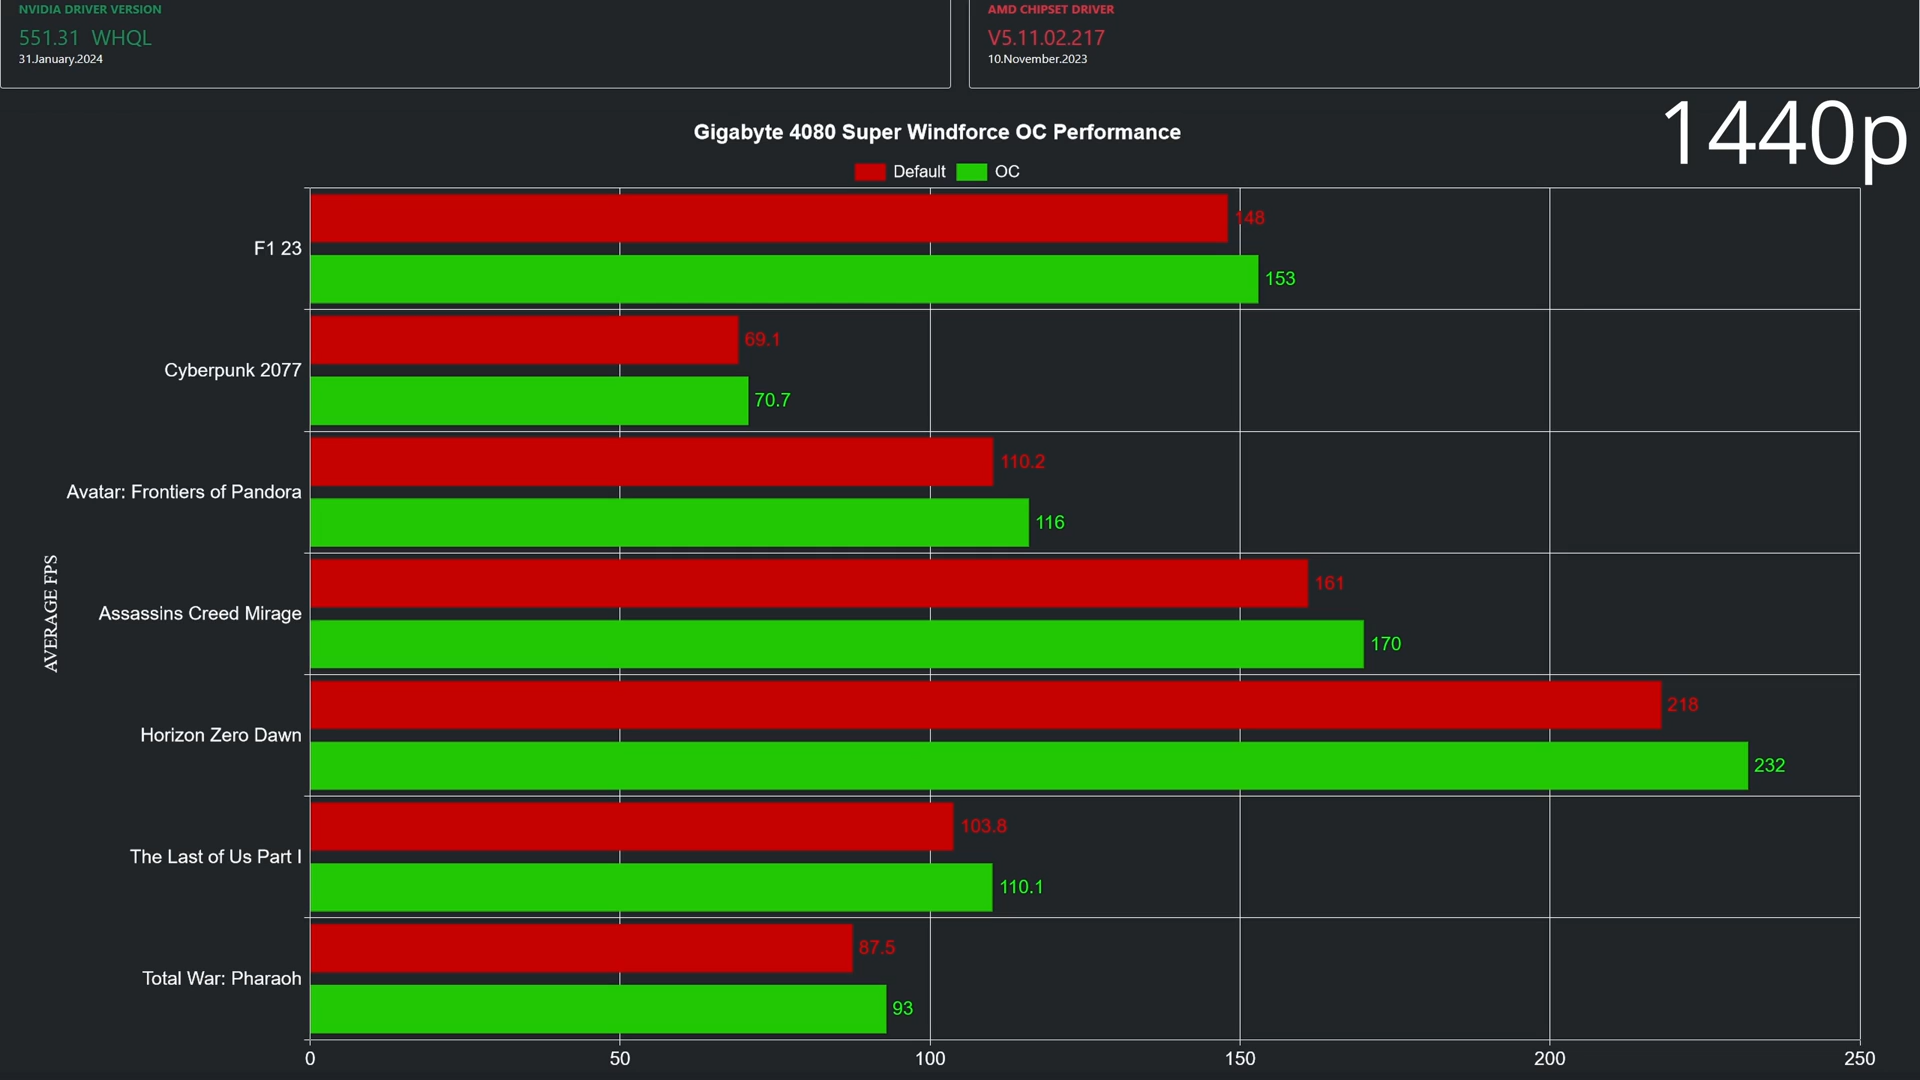 NVIDIA DRIVER VERSION
551.31 WHQL
31.January.2024
AMD CHIPSET DRIVER
V5.11.02.217
10.November.2023
1440p
Gigabyte 4080 Super Windforce OC Performance
Default OC
AVERAGE FPS
F1 23
148
153
Cyberpunk 2077
69.1
70.7
Avatar: Frontiers of Pandora
110.2
116
Assassins Creed Mirage
161
170
Horizon Zero Dawn
218
232
The Last of Us Part I
103.8
110.1
Total War: Pharaoh
87.5
93
0 50 100 150 200 250